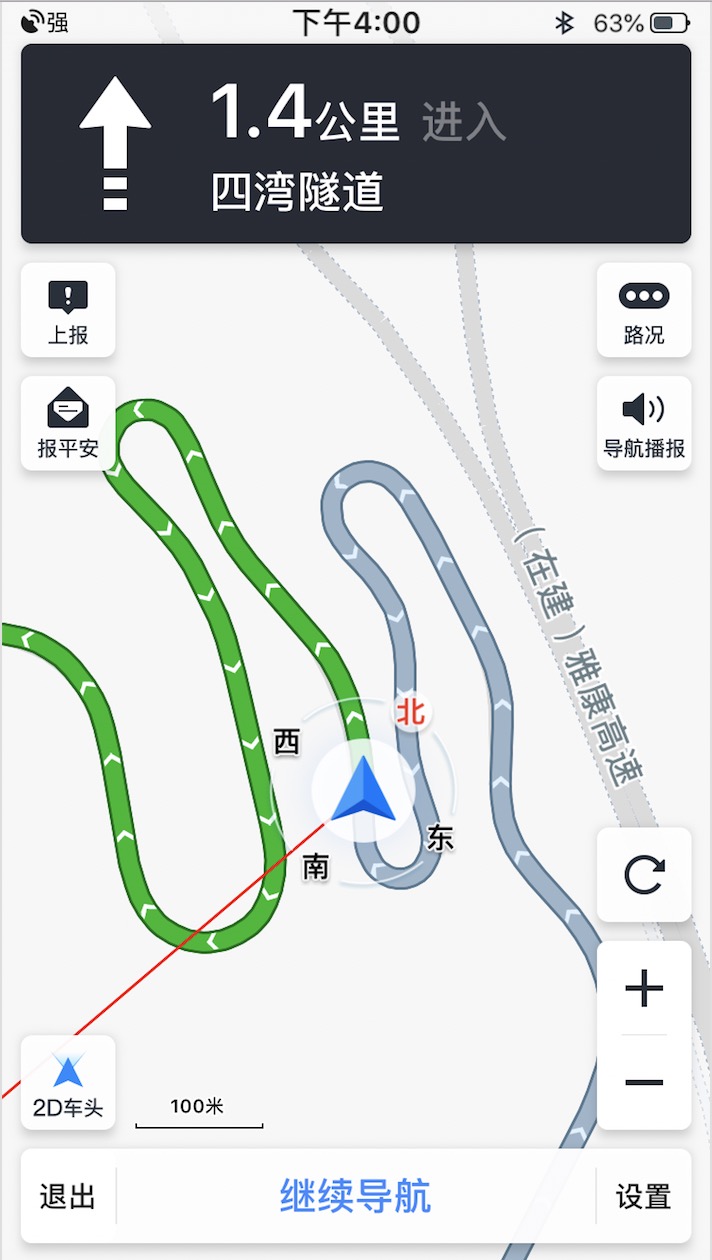 强
下午4:00
63%
1.4公里 进入
四湾隧道
上报
路况
报平安
导航播报
(在建)雅康高速
北
西
东
南
2D车头
100米
退出
继续导航
设置